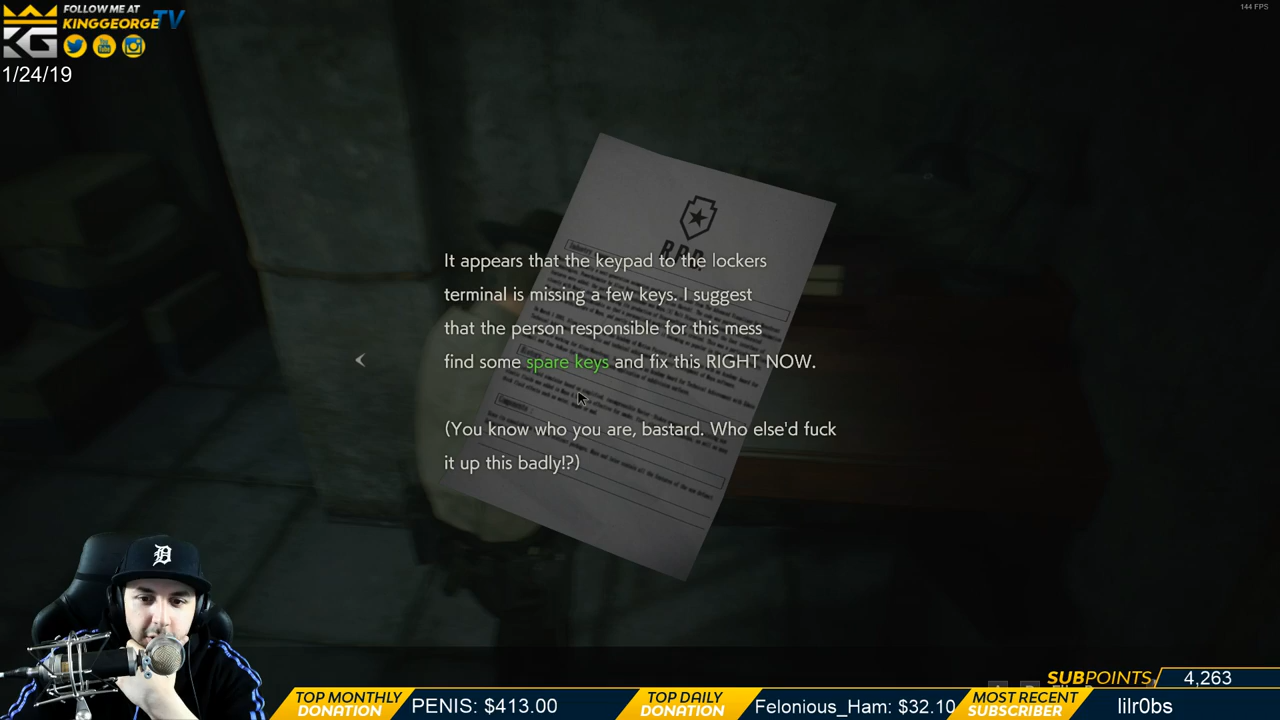 FOLLOW ME AT
KINGGEORGE TV
KG
1/24/19
144 FPS
R.P.D.
It appears that the keypad to the lockers
terminal is missing a few keys. I suggest
that the person responsible for this mess
find some spare keys and fix this RIGHT NOW.
(You know who you are, bastard. Who else'd fuck
it up this badly!?)
SUBPOINTS 4,263
TOP MONTHLY
DONATION
PENIS: $413.00
TOP DAILY
DONATION
Felonious_Ham: $32.10
MOST RECENT
SUBSCRIBER
lilr0bs